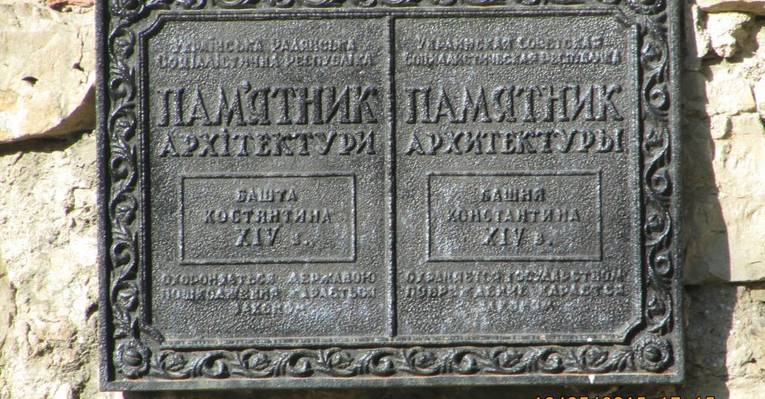 УКРАЇНСЬКА РАДЯНСЬКА
СОЦІАЛІСТИЧНА РЕСПУБЛІКА
ПАМ'ЯТНИК
АРХІТЕКТУРИ
БАШТА
КОСТЯНТИНА
XIV в.
ОХОРОНЯЄТЬСЯ ДЕРЖАВОЮ
ПОШКОДЖЕННЯ КАРАЄТЬСЯ
ЗАКОНОМ
УКРАИНСКАЯ СОВЕТСКАЯ
СОЦИАЛИСТИЧЕСКАЯ РЕСПУБЛИКА
ПАМЯТНИК
АРХИТЕКТУРЫ
БАШНЯ
КОНСТАНТИНА
XIV в.
ОХРАНЯЕТСЯ ГОСУДАРСТВОМ
ПОВРЕЖДЕНИЕ КАРАЕТСЯ
ЗАКОНОМ